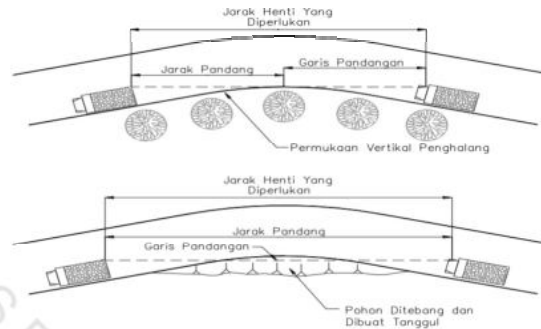 Jarak Henti Yang
Diperlukan
Jarak Pandang
Garis Pandangan
Permukaan Vertikal Penghalang
Jarak Henti Yang
Diperlukan
Jarak Pandang
Garis Pandangan
Pohon Ditebang dan
Dibuat Tanggul